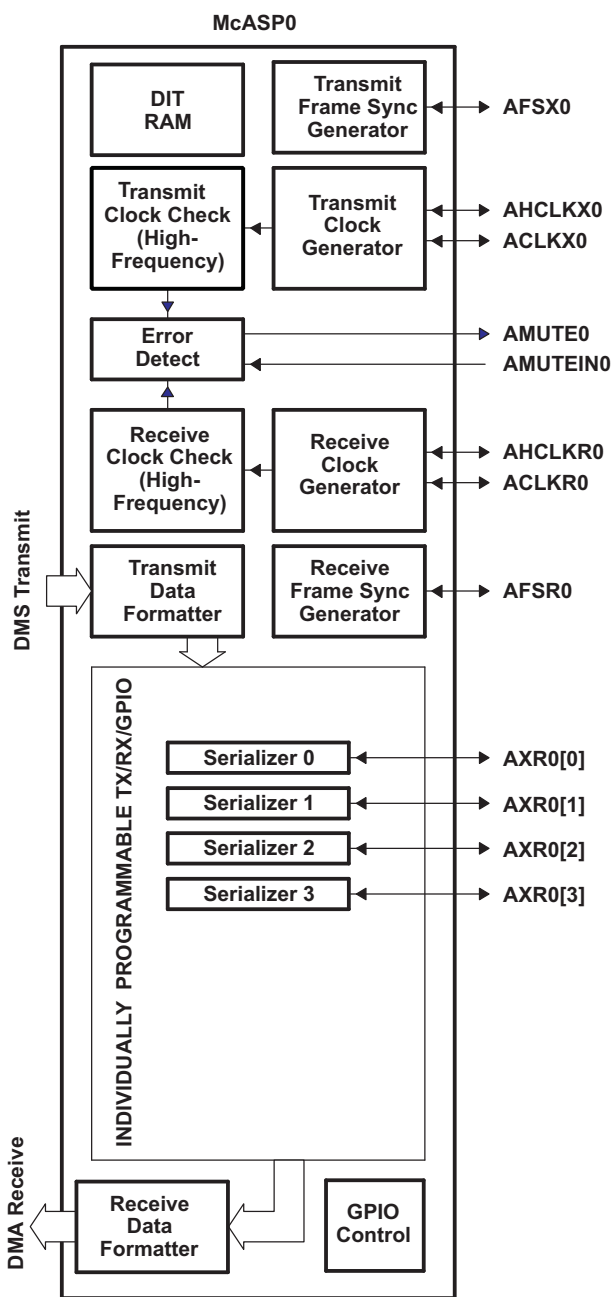 McASP0
DIT
RAM
Transmit
Frame Sync
Generator
AFSX0
Transmit
Clock Check
(High-
Frequency)
Transmit
Clock
Generator
AHCLKX0
ACLKX0
Error
Detect
AMUTE0
AMUTEIN0
Receive
Clock Check
(High-
Frequency)
Receive
Clock
Generator
AHCLKR0
ACLKR0
DMS Transmit
Transmit
Data
Formatter
Receive
Frame Sync
Generator
AFSR0
INDIVIDUALLY PROGRAMMABLE TX/RX/GPIO
Serializer 0
AXR0[0]
Serializer 1
AXR0[1]
Serializer 2
AXR0[2]
Serializer 3
AXR0[3]
DMA Receive
Receive
Data
Formatter
GPIO
Control